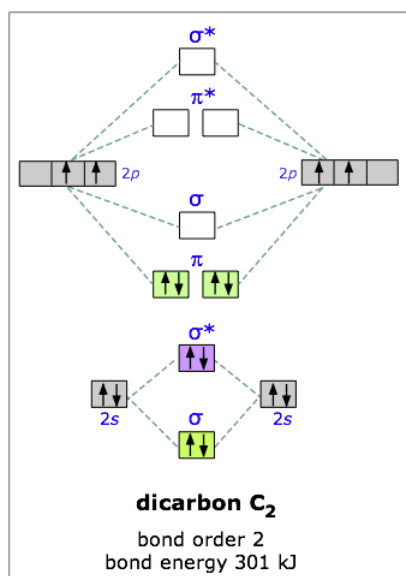 σ*
π*
2p 2p
σ
π
σ*
2s 2s
σ
dicarbon C₂
bond order 2
bond energy 301 kJ